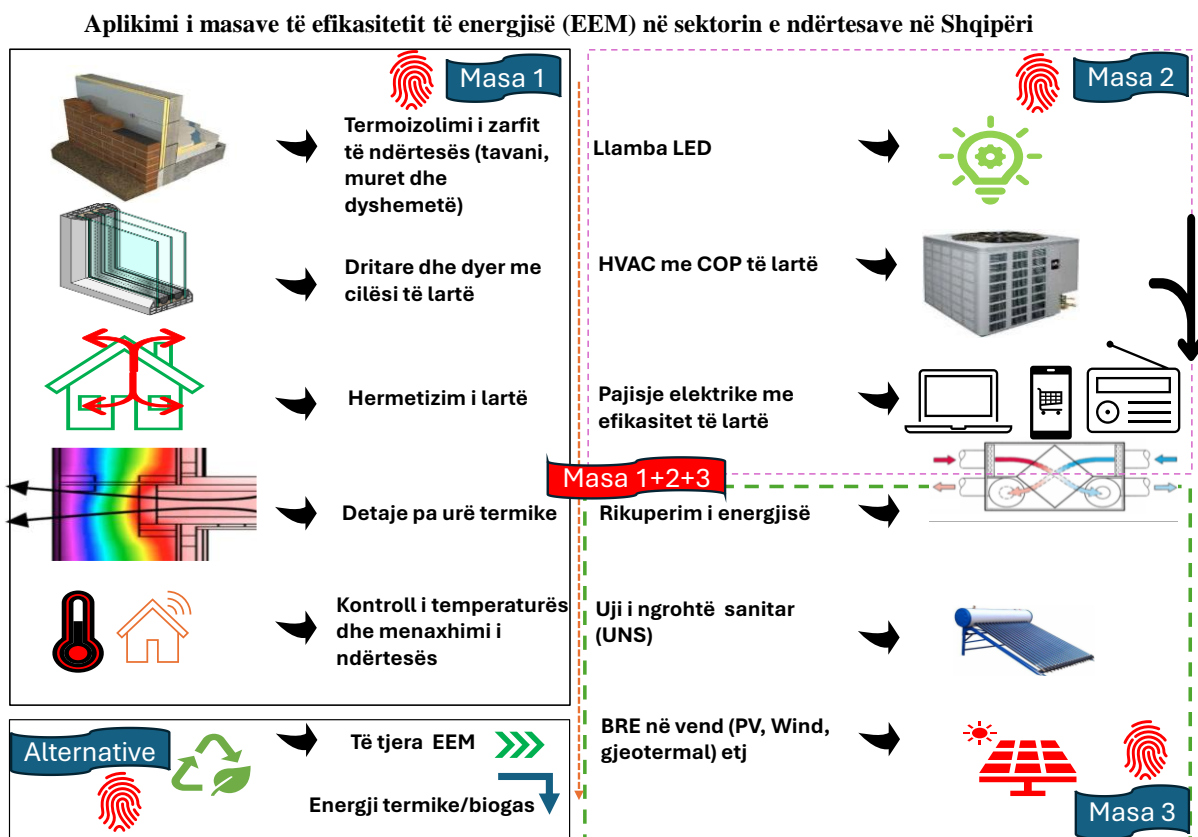 Aplikimi i masave të efikasitetit të energjisë (EEM) në sektorin e ndërtesave në Shqipëri
Masa 1
Termoizolimi i zarfit
të ndërtesës (tavani,
muret dhe
dyshemetë)
Dritare dhe dyer me
cilësi të lartë
Hermetizim i lartë
Detaje pa urë termike
Kontroll i temperaturës
dhe menaxhimi i
ndërtesës
Alternative
Të tjera EEM
Energji termike/biogas
Masa 2
Llamba LED
HVAC me COP të lartë
Pajisje elektrike me
efikasitet të lartë
Masa 1+2+3
Rikuperim i energjisë
Uji i ngrohtë sanitar
(UNS)
BRE në vend (PV, Wind,
gjeotermal) etj
Masa 3